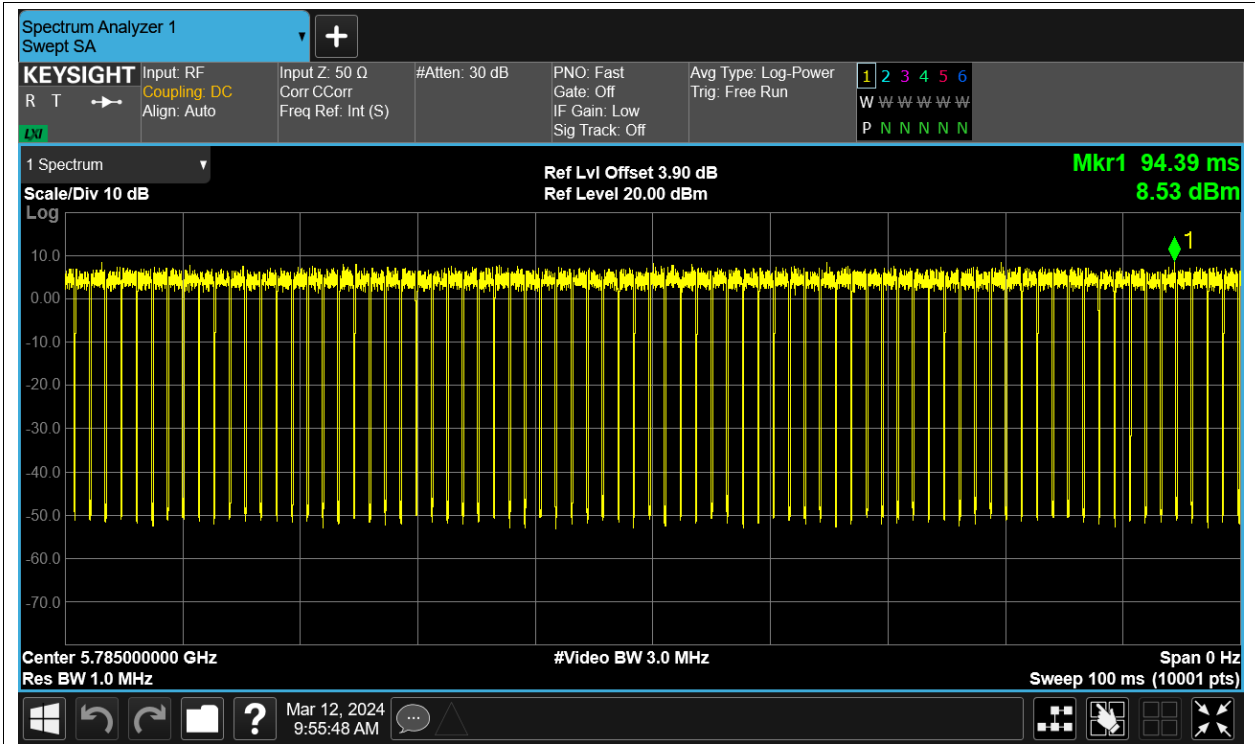 Spectrum Analyzer 1
Swept SA
KEYSIGHT
R T
LXI
Input: RF
Coupling: DC
Align: Auto
Input Z: 50 Ω
Corr CCorr
Freq Ref: Int (S)
#Atten: 30 dB
PNO: Fast
Gate: Off
IF Gain: Low
Sig Track: Off
Avg Type: Log-Power
Trig: Free Run
1 2 3 4 5 6
W W W W W W
P N N N N N
1 Spectrum
Scale/Div 10 dB
Log
Ref Lvl Offset 3.90 dB
Ref Level 20.00 dBm
Mkr1 94.39 ms
8.53 dBm
1
10.0
0.00
-10.0
-20.0
-30.0
-40.0
-50.0
-60.0
-70.0
Center 5.785000000 GHz
Res BW 1.0 MHz
#Video BW 3.0 MHz
Span 0 Hz
Sweep 100 ms (10001 pts)
?
Mar 12, 2024
9:55:48 AM